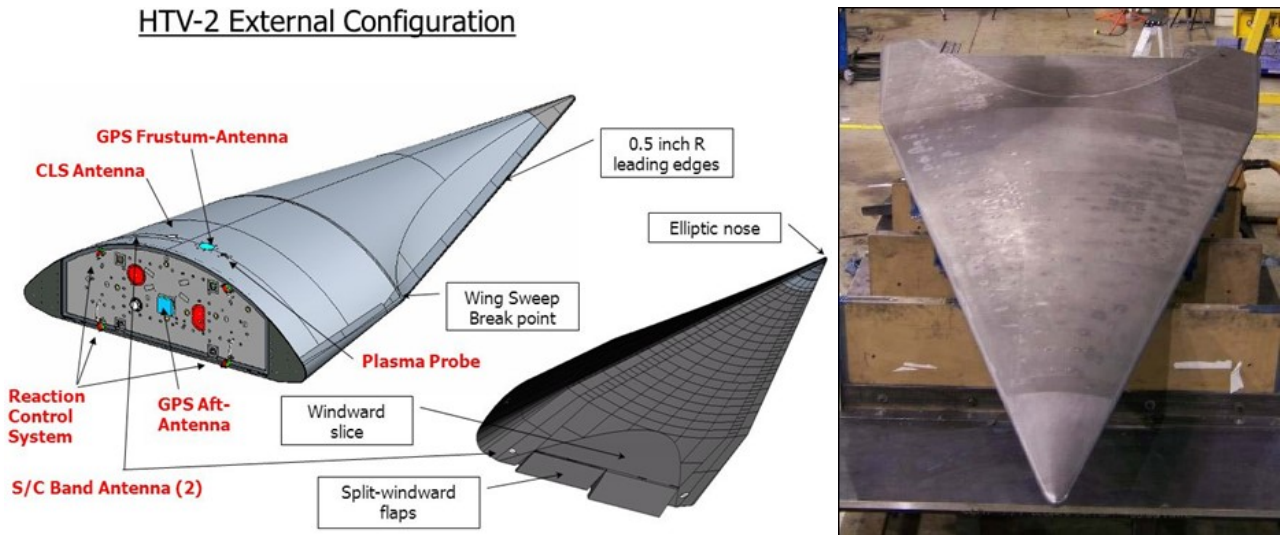 HTV-2 External Configuration
GPS Frustum-Antenna
CLS Antenna
0.5 inch R
leading edges
Elliptic nose
Wing Sweep
Break point
Plasma Probe
Reaction
Control
System
GPS Aft-
Antenna
Windward
slice
S/C Band Antenna (2)
Split-windward
flaps